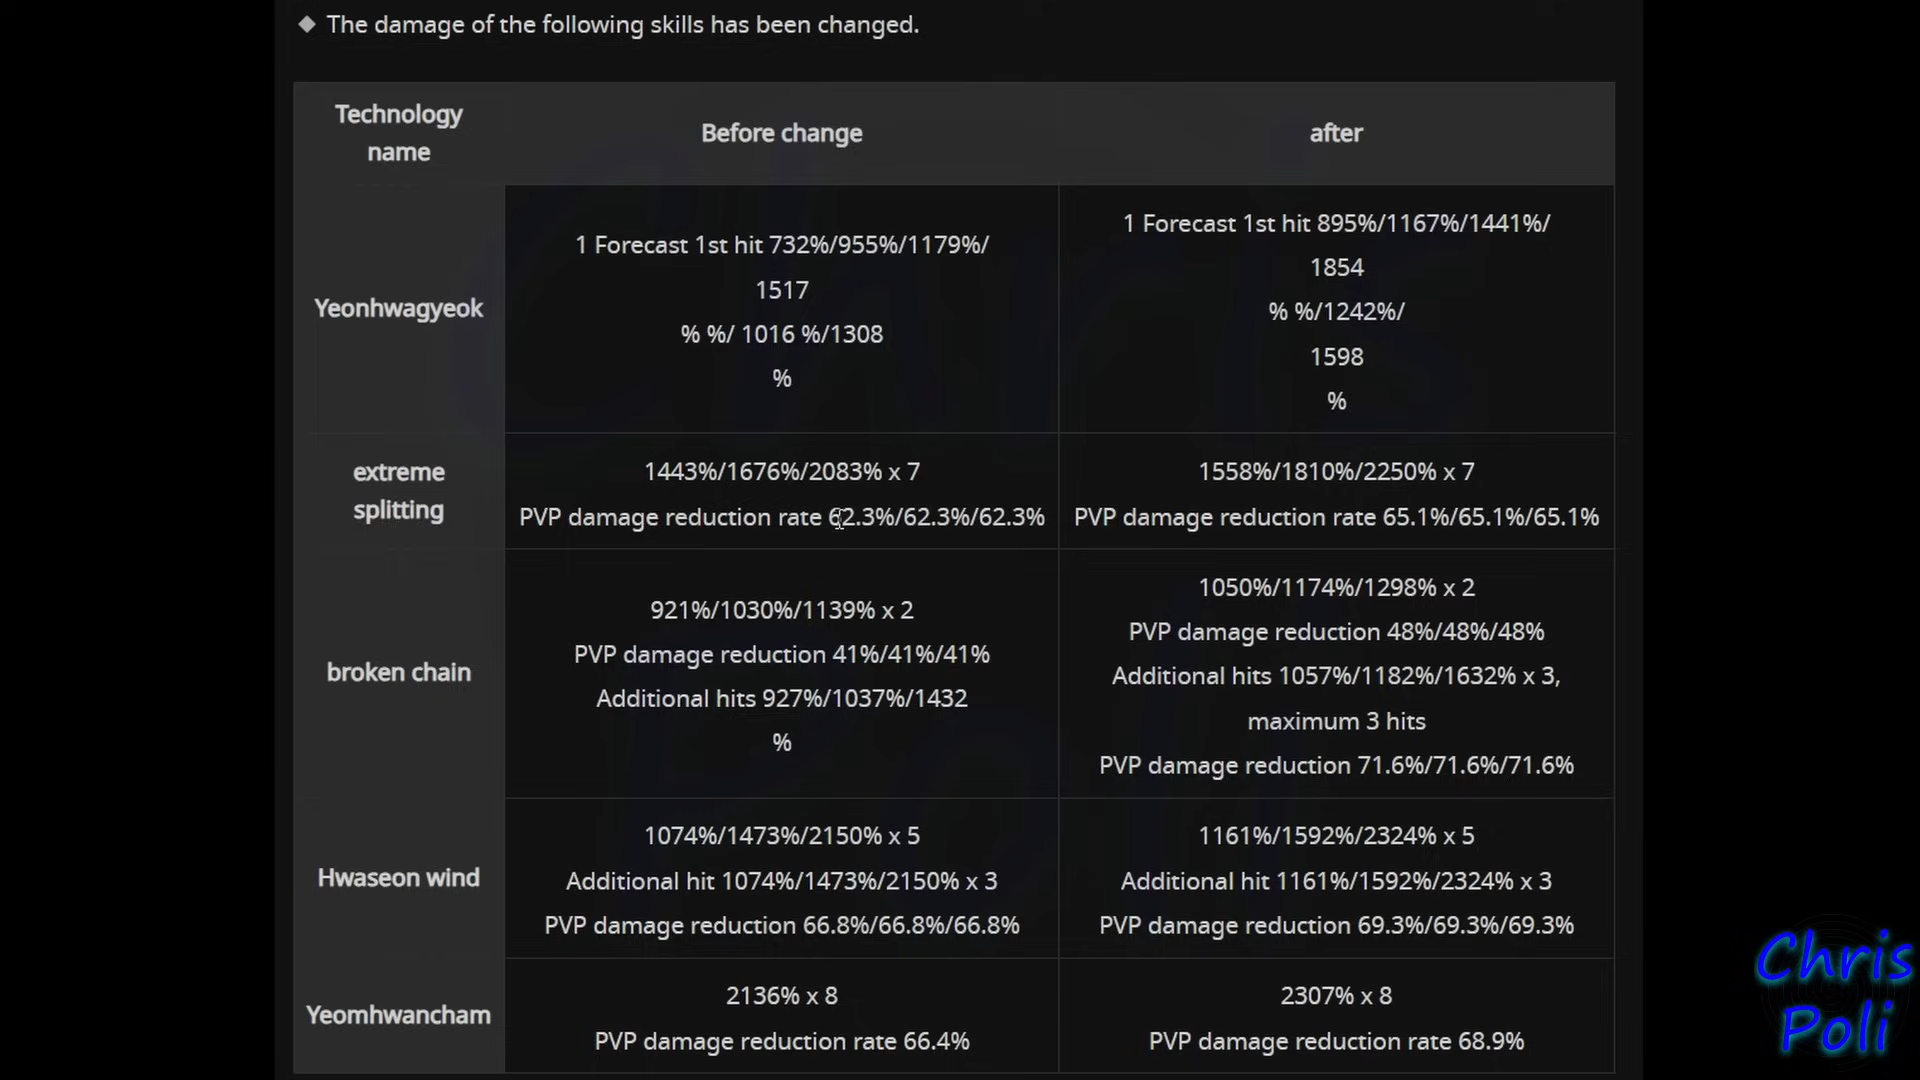 ◆ The damage of the following skills has been changed.
Technology
name
Before change
after
Yeonhwagyeok
1 Forecast 1st hit 732%/955%/1179%/
1517
% %/ 1016 %/1308
%
1 Forecast 1st hit 895%/1167%/1441%/
1854
% %/1242%/
1598
%
extreme
splitting
1443%/1676%/2083% x 7
PVP damage reduction rate 62.3%/62.3%/62.3%
1558%/1810%/2250% x 7
PVP damage reduction rate 65.1%/65.1%/65.1%
broken chain
921%/1030%/1139% x 2
PVP damage reduction 41%/41%/41%
Additional hits 927%/1037%/1432
%
1050%/1174%/1298% x 2
PVP damage reduction 48%/48%/48%
Additional hits 1057%/1182%/1632% x 3,
maximum 3 hits
PVP damage reduction 71.6%/71.6%/71.6%
Hwaseon wind
1074%/1473%/2150% x 5
Additional hit 1074%/1473%/2150% x 3
PVP damage reduction 66.8%/66.8%/66.8%
1161%/1592%/2324% x 5
Additional hit 1161%/1592%/2324% x 3
PVP damage reduction 69.3%/69.3%/69.3%
Yeomhwancham
2136% x 8
PVP damage reduction rate 66.4%
2307% x 8
PVP damage reduction rate 68.9%
Chris
Poli